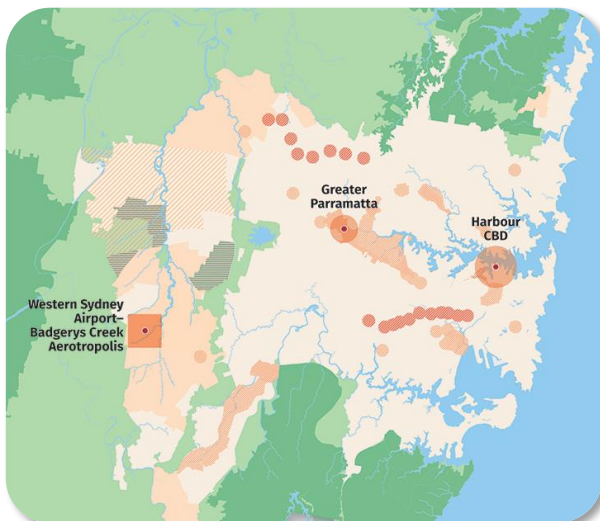 Greater
Parramatta
Harbour
CBD
Western Sydney
Airport–
Badgerys Creek
Aerotropolis